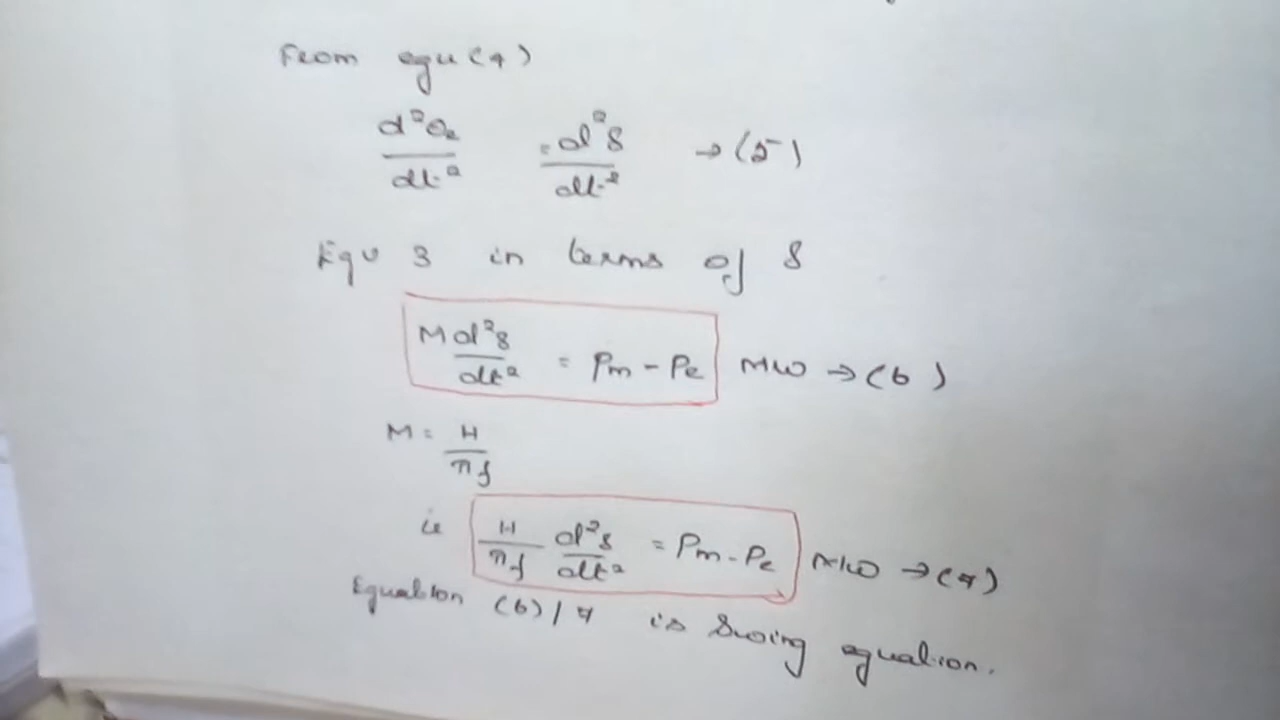 From equ(4)
d²θe/dt² = d²δ/dt² → (5)
Equ 3 in terms of δ
M d²δ/dt² = Pm - Pe MW → (6)
M = H/πf
ie H/πf d²δ/dt² = Pm - Pe MW → (7)
Equation (6)/7 is Swing equation.